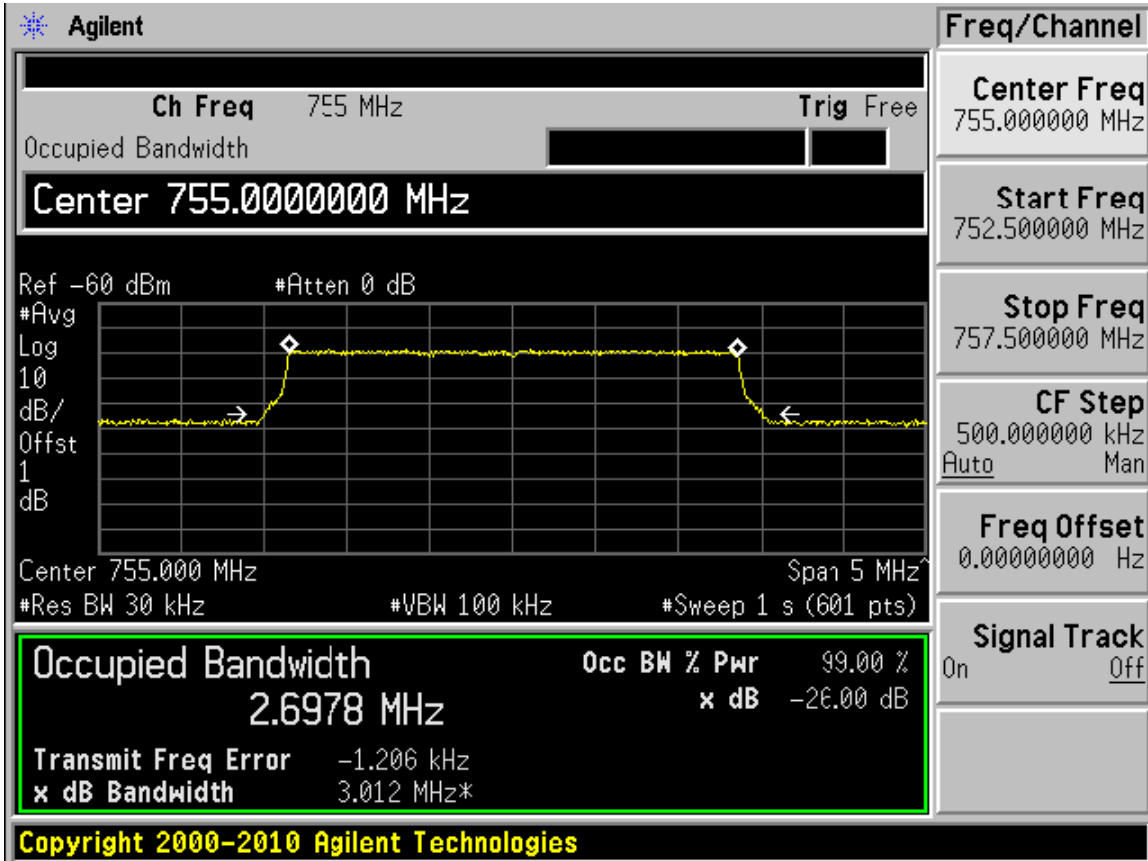 Agilent
Freq/Channel
Ch Freq 755 MHz
Trig Free
Occupied Bandwidth
Center 755.0000000 MHz
Ref -60 dBm
#Atten 0 dB
#Avg
Log
10
dB/
Offst
1
dB
Center 755.000 MHz
Span 5 MHz^
#Res BW 30 kHz
#VBW 100 kHz
#Sweep 1 s (601 pts)
Occupied Bandwidth
2.6978 MHz
Occ BW % Pwr 99.00 %
x dB -26.00 dB
Transmit Freq Error -1.206 kHz
x dB Bandwidth 3.012 MHz*
Copyright 2000-2010 Agilent Technologies
Center Freq
755.000000 MHz
Start Freq
752.500000 MHz
Stop Freq
757.500000 MHz
CF Step
500.000000 kHz
Auto Man
Freq Offset
0.00000000 Hz
Signal Track
On Off